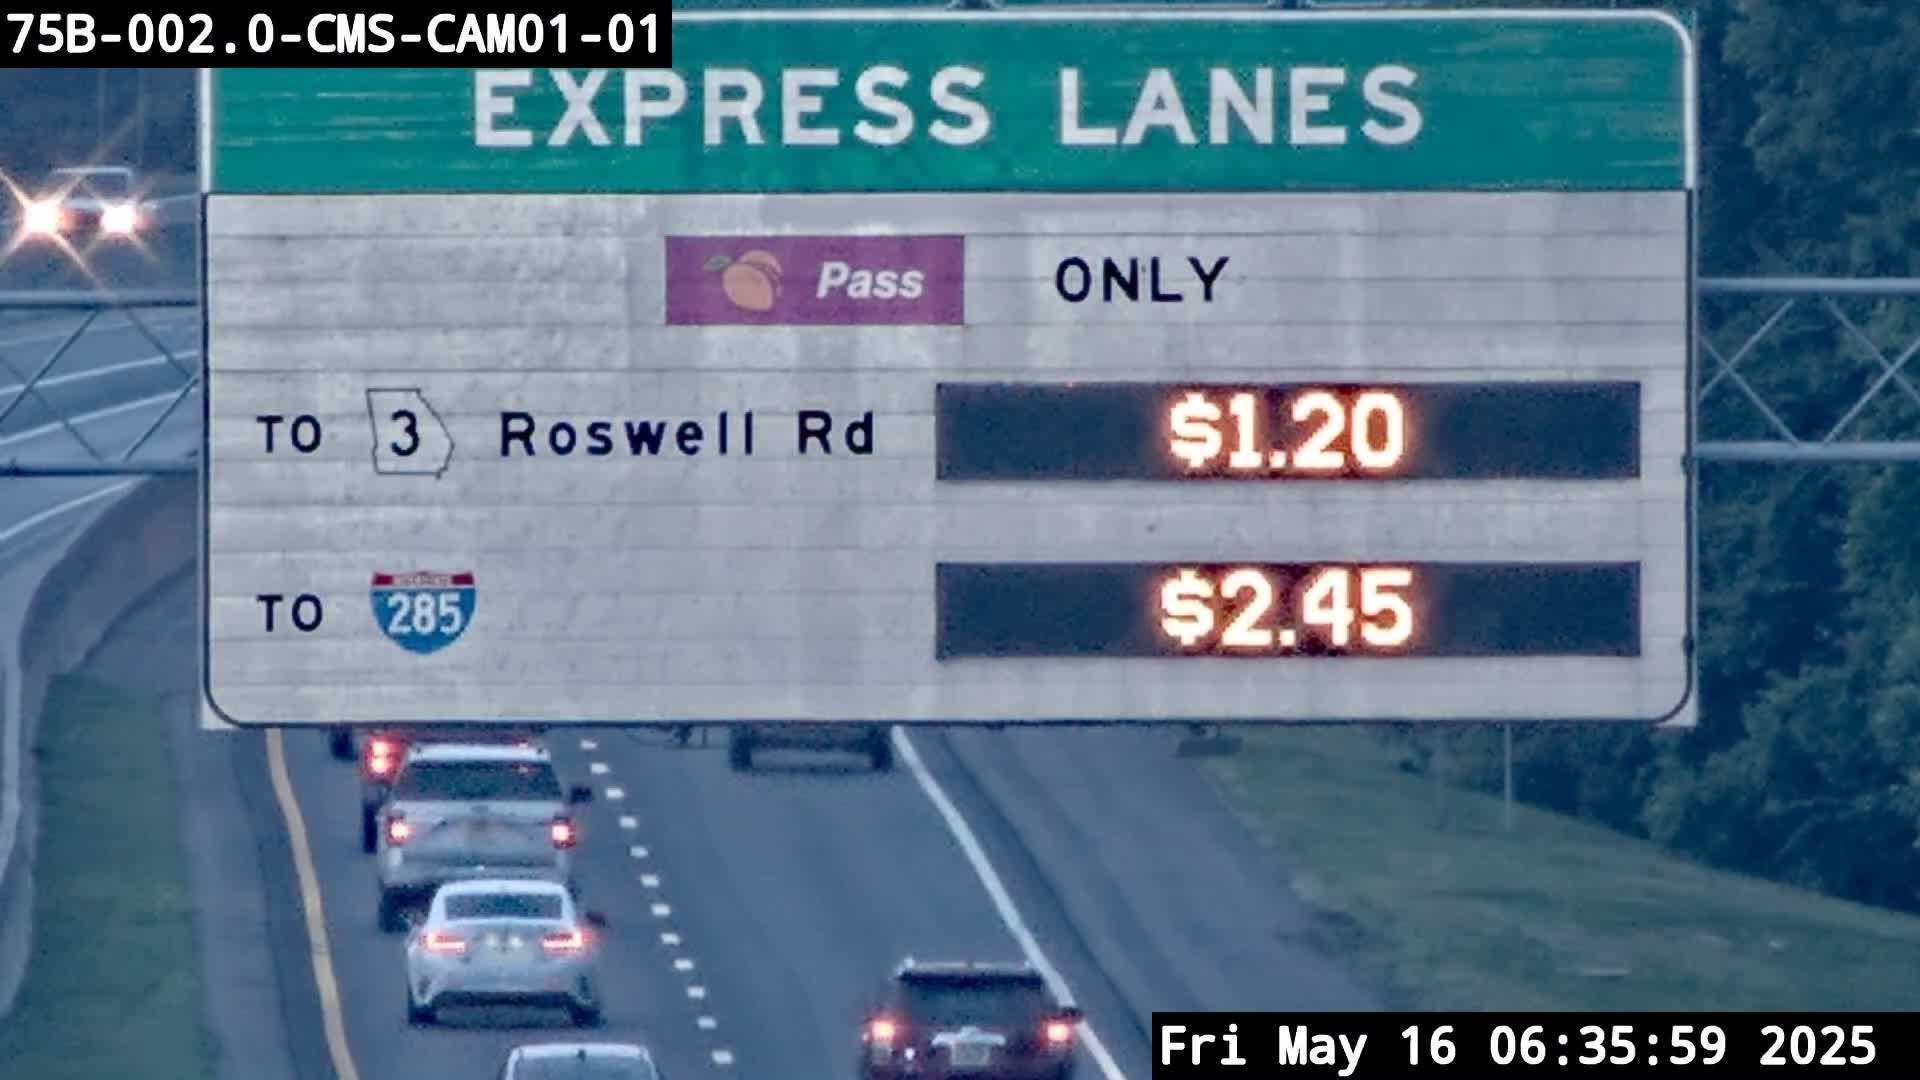 75B-002.0-CMS-CAM01-01
EXPRESS LANES
Pass ONLY
TO 3 Roswell Rd $1.20
TO 285 $2.45
Fri May 16 06:35:59 2025